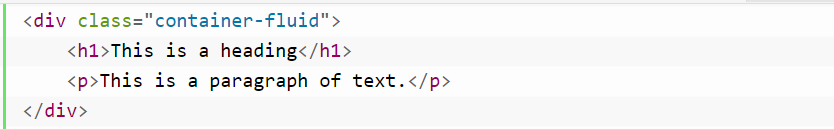 <div class="container-fluid">
    <h1>This is a heading</h1>
    <p>This is a paragraph of text.</p>
</div>